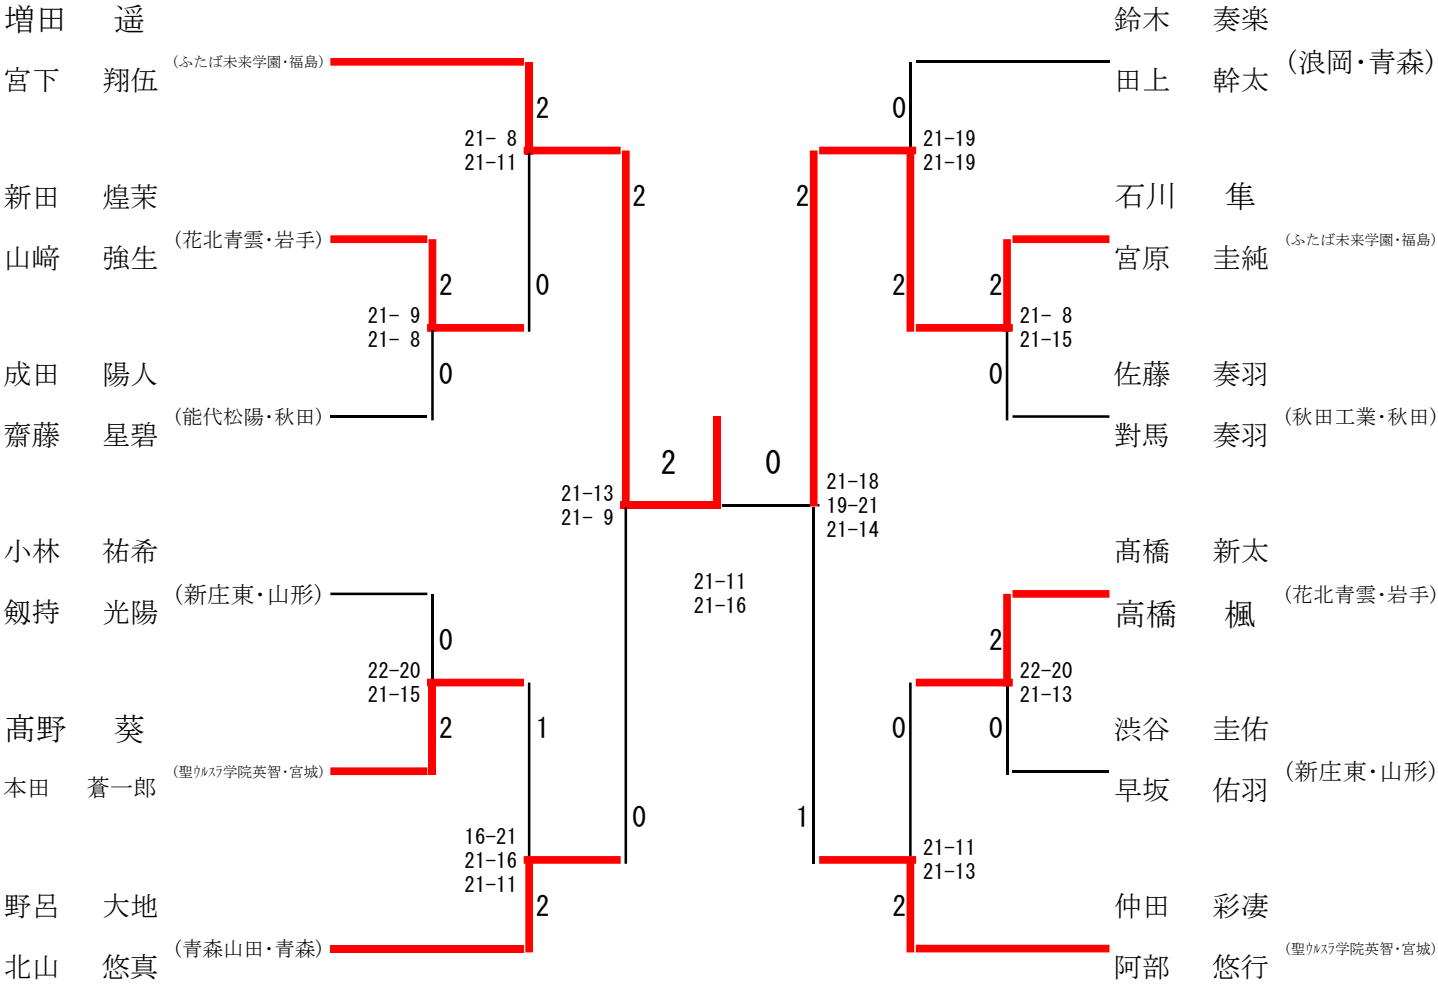 増田 遥
宮下 翔伍
(ふたば未来学園・福島)
2
21- 8
21-11
新田 煌茉
山﨑 強生
(花北青雲・岩手)
2
0
21- 9
21- 8
成田 陽人
齋藤 星碧
(能代松陽・秋田)
0
2
21-13
21- 9
小林 祐希
剱持 光陽
(新庄東・山形)
0
22-20
21-15
髙野 葵
本田 蒼一郎
(聖ウルスラ学院英智・宮城)
2
1
16-21
21-16
21-11
0
野呂 大地
北山 悠真
(青森山田・青森)
2
2
0
21-11
21-16
鈴木 奏楽
田上 幹太
(浪岡・青森)
0
21-19
21-19
2
石川 隼
宮原 圭純
(ふたば未来学園・福島)
2
2
21- 8
21-15
佐藤 奏羽
對馬 奏羽
(秋田工業・秋田)
0
21-18
19-21
21-14
髙橋 新太
高橋 楓
(花北青雲・岩手)
2
22-20
21-13
渋谷 圭佑
早坂 佑羽
(新庄東・山形)
0
0
1
21-11
21-13
仲田 彩凄
阿部 悠行
(聖ウルスラ学院英智・宮城)
2